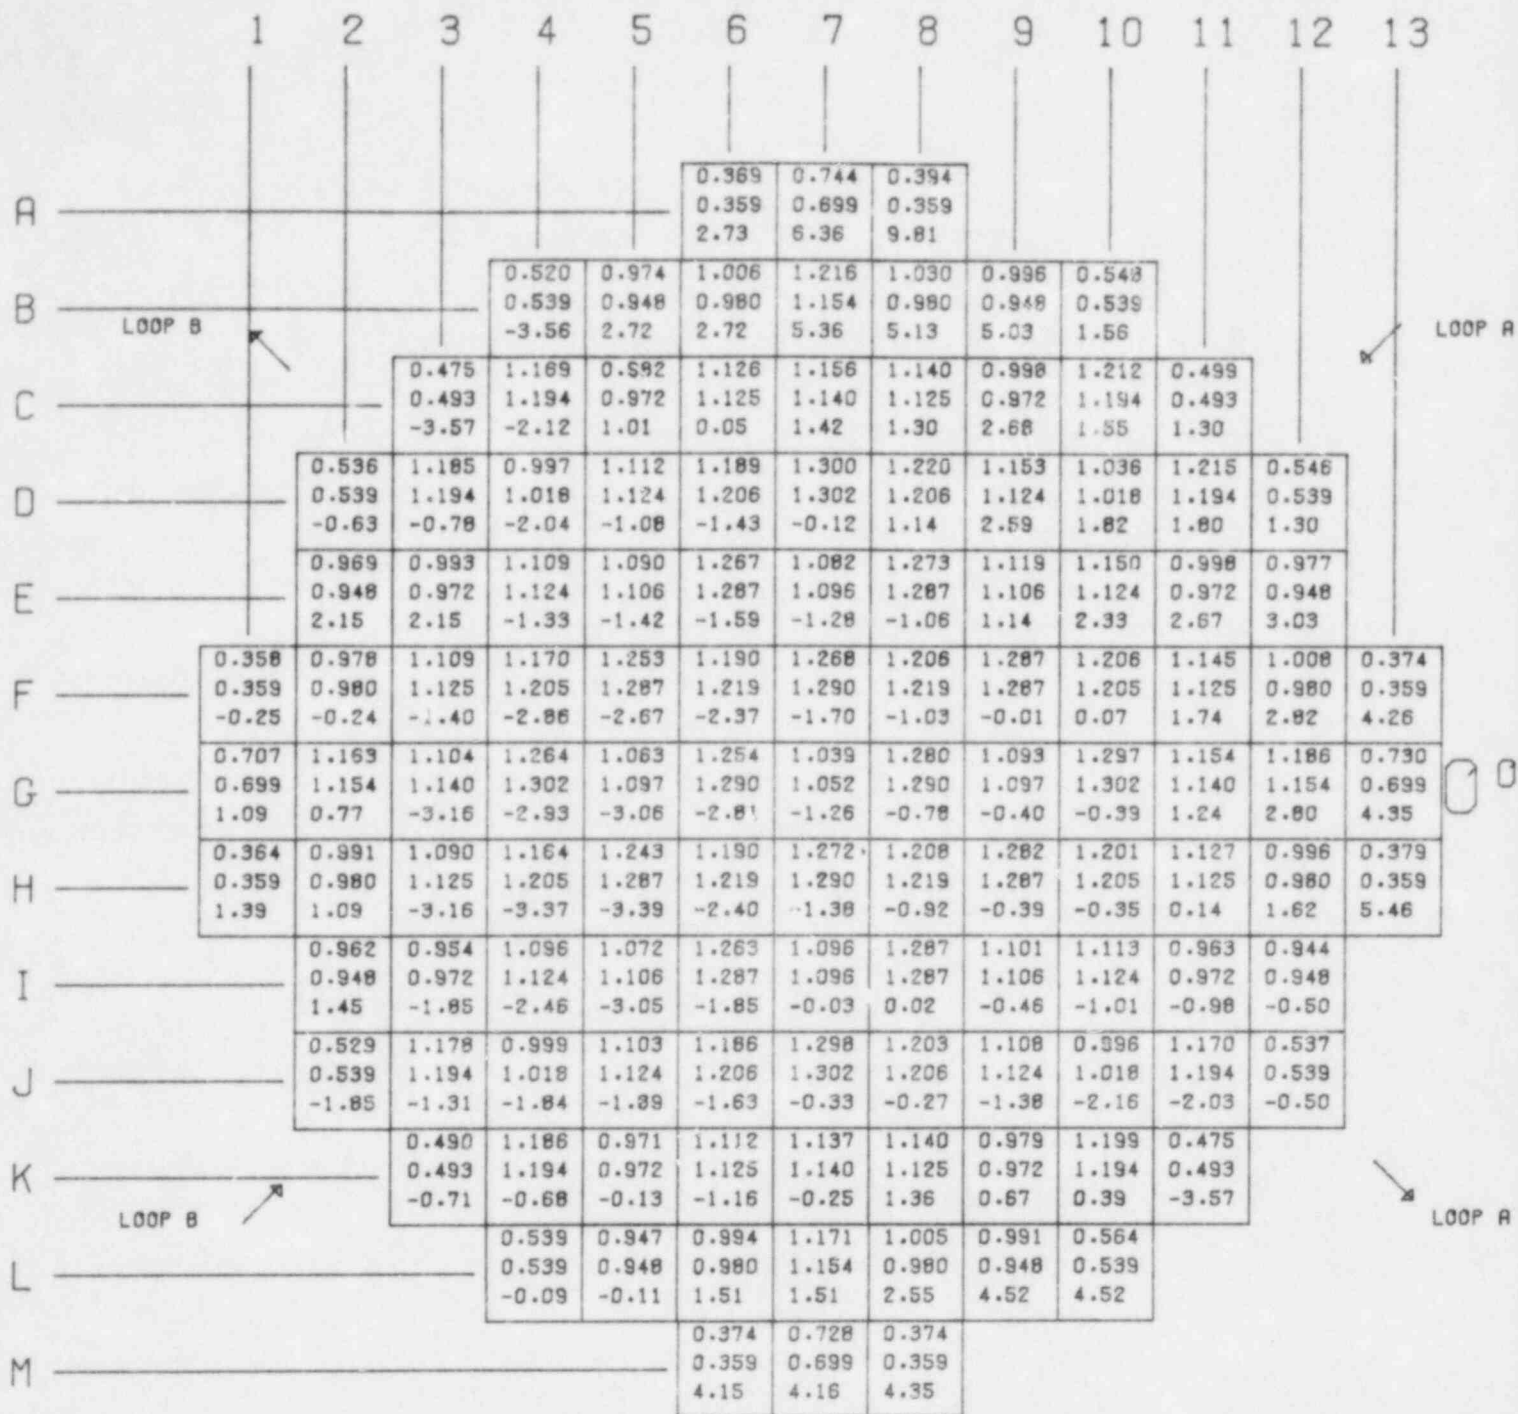 1 2 3 4 5 6 7 8 9 10 11 12 13
0.369 0.744 0.394
A 0.359 0.699 0.359
2.73 6.36 9.81
0.520 0.974 1.006 1.216 1.030 0.996 0.548
B 0.539 0.948 0.980 1.154 0.980 0.948 0.539
LOOP B -3.56 2.72 2.72 5.36 5.13 5.03 1.56 LOOP A
0.475 1.169 0.582 1.126 1.156 1.140 0.998 1.212 0.499
C 0.493 1.194 0.972 1.125 1.140 1.125 0.972 1.194 0.493
-3.57 -2.12 1.01 0.05 1.42 1.30 2.68 1.55 1.30
0.536 1.185 0.997 1.112 1.189 1.300 1.220 1.153 1.036 1.215 0.546
D 0.539 1.194 1.018 1.124 1.206 1.302 1.206 1.124 1.018 1.194 0.539
-0.63 -0.78 -2.04 -1.08 -1.43 -0.12 1.14 2.59 1.82 1.80 1.30
0.969 0.993 1.109 1.090 1.267 1.082 1.273 1.119 1.150 0.998 0.977
E 0.948 0.972 1.124 1.106 1.287 1.096 1.287 1.106 1.124 0.972 0.948
2.15 2.15 -1.33 -1.42 -1.59 -1.28 -1.06 1.14 2.33 2.67 3.03
0.358 0.978 1.109 1.170 1.253 1.190 1.268 1.206 1.287 1.206 1.145 1.008 0.374
F 0.359 0.980 1.125 1.205 1.287 1.219 1.290 1.219 1.287 1.205 1.125 0.980 0.359
-0.25 -0.24 -1.40 -2.86 -2.67 -2.37 -1.70 -1.03 -0.01 0.07 1.74 2.82 4.26
0.707 1.163 1.104 1.264 1.063 1.254 1.039 1.280 1.093 1.297 1.154 1.186 0.730
G 0.699 1.154 1.140 1.302 1.097 1.290 1.052 1.290 1.097 1.302 1.140 1.154 0.699
1.09 0.77 -3.16 -2.93 -3.06 -2.81 -1.26 -0.78 -0.40 -0.39 1.24 2.80 4.35
0.364 0.991 1.090 1.164 1.243 1.190 1.272 1.208 1.282 1.201 1.127 0.996 0.379
H 0.359 0.980 1.125 1.205 1.287 1.219 1.290 1.219 1.287 1.205 1.125 0.980 0.359
1.39 1.09 -3.16 -3.37 -3.39 -2.40 -1.38 -0.92 -0.39 -0.35 0.14 1.62 5.46
0.962 0.954 1.096 1.072 1.263 1.096 1.287 1.101 1.113 0.963 0.944
I 0.948 0.972 1.124 1.106 1.287 1.096 1.287 1.106 1.124 0.972 0.948
1.45 -1.85 -2.46 -3.05 -1.85 -0.03 0.02 -0.46 -1.01 -0.98 -0.50
0.529 1.178 0.999 1.103 1.186 1.298 1.203 1.108 0.996 1.170 0.537
J 0.539 1.194 1.018 1.124 1.206 1.302 1.206 1.124 1.018 1.194 0.539
-1.85 -1.31 -1.84 -1.89 -1.63 -0.33 -0.27 -1.38 -2.16 -2.03 -0.50
0.490 1.186 0.971 1.112 1.137 1.140 0.979 1.199 0.475
K 0.493 1.194 0.972 1.125 1.140 1.125 0.972 1.194 0.493
-0.71 -0.68 -0.13 -1.16 -0.25 1.36 0.67 0.39 -3.57
LOOP B LOOP A
0.539 0.947 0.994 1.171 1.005 0.991 0.564
L 0.539 0.948 0.980 1.154 0.980 0.948 0.539
-0.09 -0.11 1.51 1.51 2.55 4.52 4.52
0.374 0.728 0.374
M 0.359 0.699 0.359
4.15 4.16 4.35